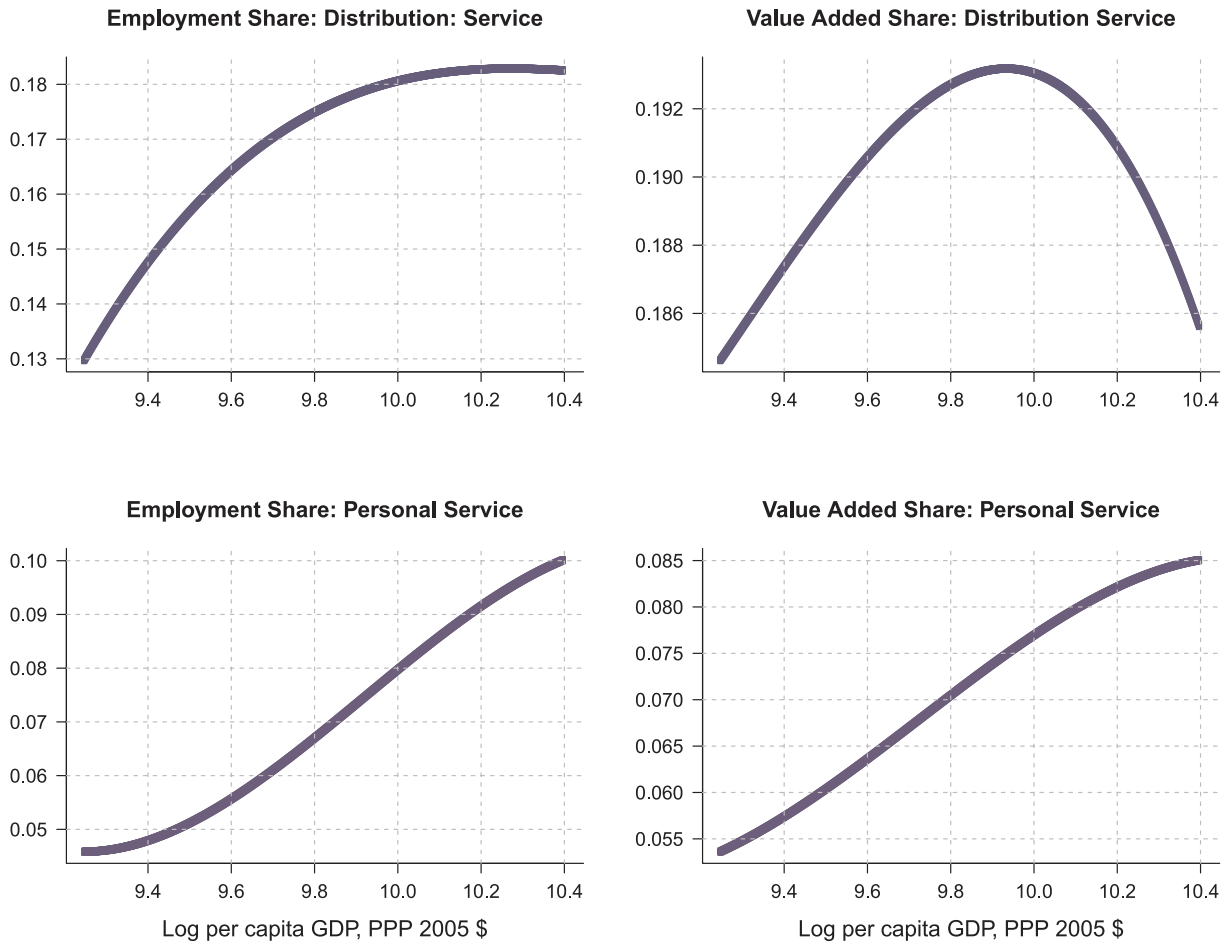 Employment Share: Distribution: Service
0.18
0.17
0.16
0.15
0.14
0.13
9.4 9.6 9.8 10.0 10.2 10.4
Value Added Share: Distribution Service
0.192
0.190
0.188
0.186
9.4 9.6 9.8 10.0 10.2 10.4
Employment Share: Personal Service
0.10
0.09
0.08
0.07
0.06
0.05
9.4 9.6 9.8 10.0 10.2 10.4
Log per capita GDP, PPP 2005 $
Value Added Share: Personal Service
0.085
0.080
0.075
0.070
0.065
0.060
0.055
9.4 9.6 9.8 10.0 10.2 10.4
Log per capita GDP, PPP 2005 $